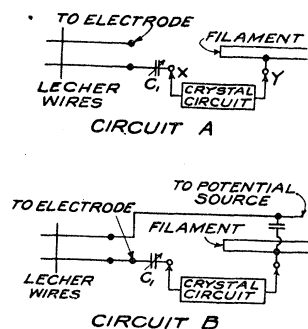 TO ELECTRODE
FILAMENT
X
Y
C1
LECHER
WIRES
CRYSTAL
CIRCUIT
CIRCUIT A
TO POTENTIAL
SOURCE
TO ELECTRODE
FILAMENT
C1
LECHER
WIRES
CRYSTAL
CIRCUIT
CIRCUIT B